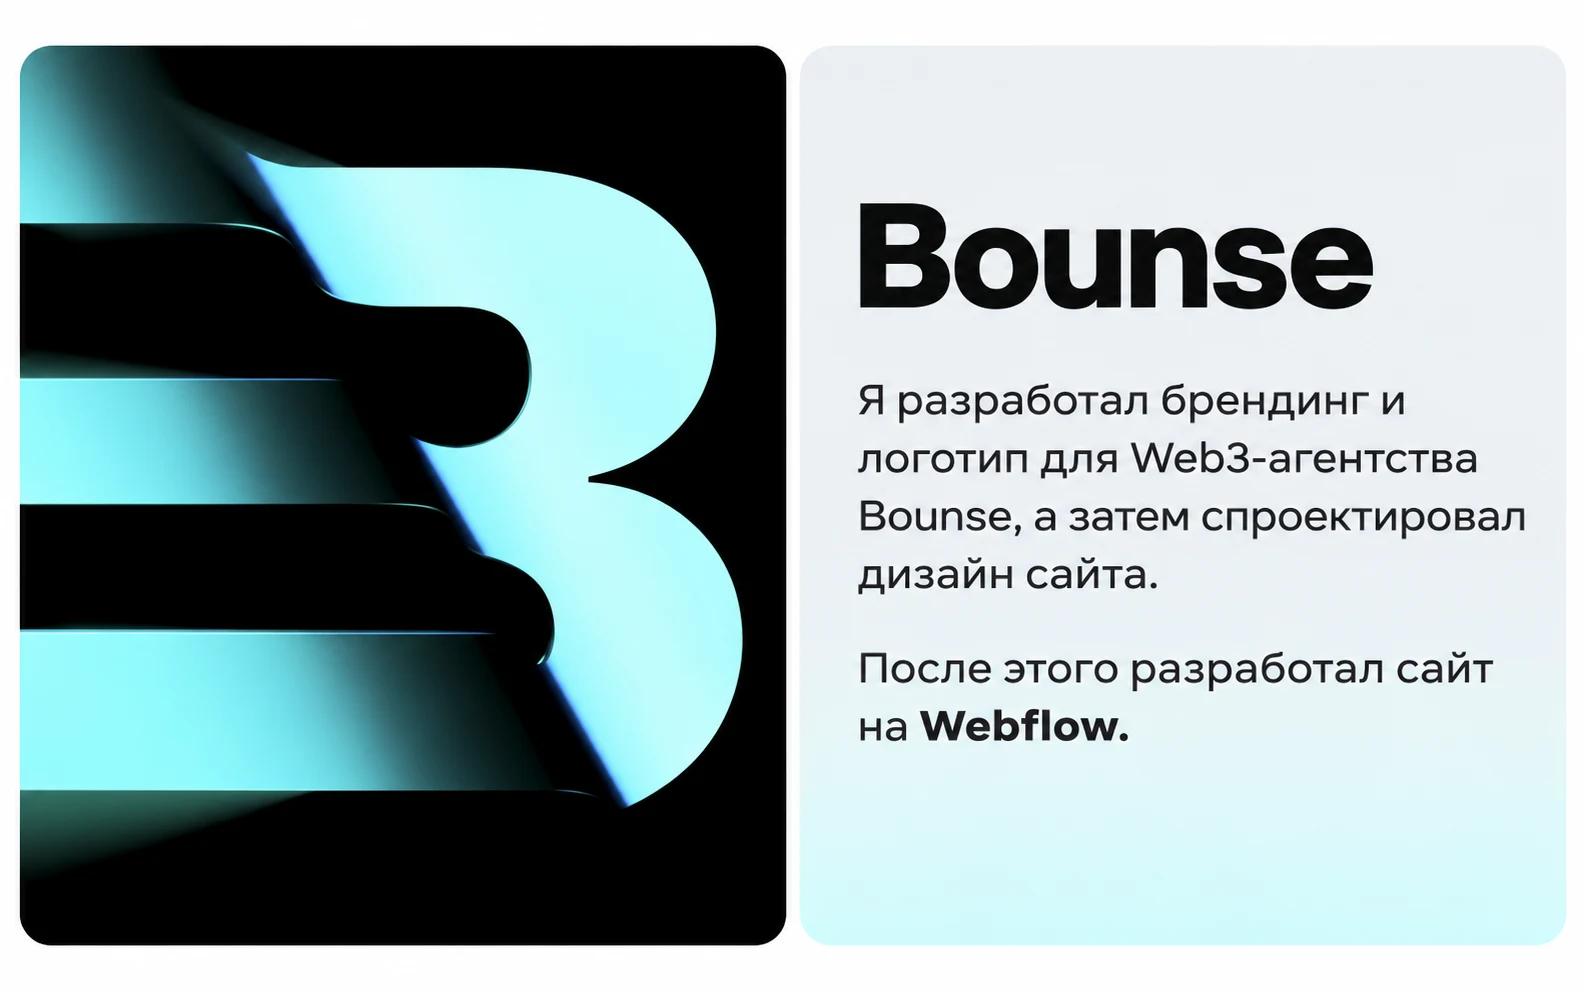 Bounse
Я разработал брендинг и
логотип для Web3-агентства
Bounse, а затем спроектировал
дизайн сайта.
После этого разработал сайт
на Webflow.